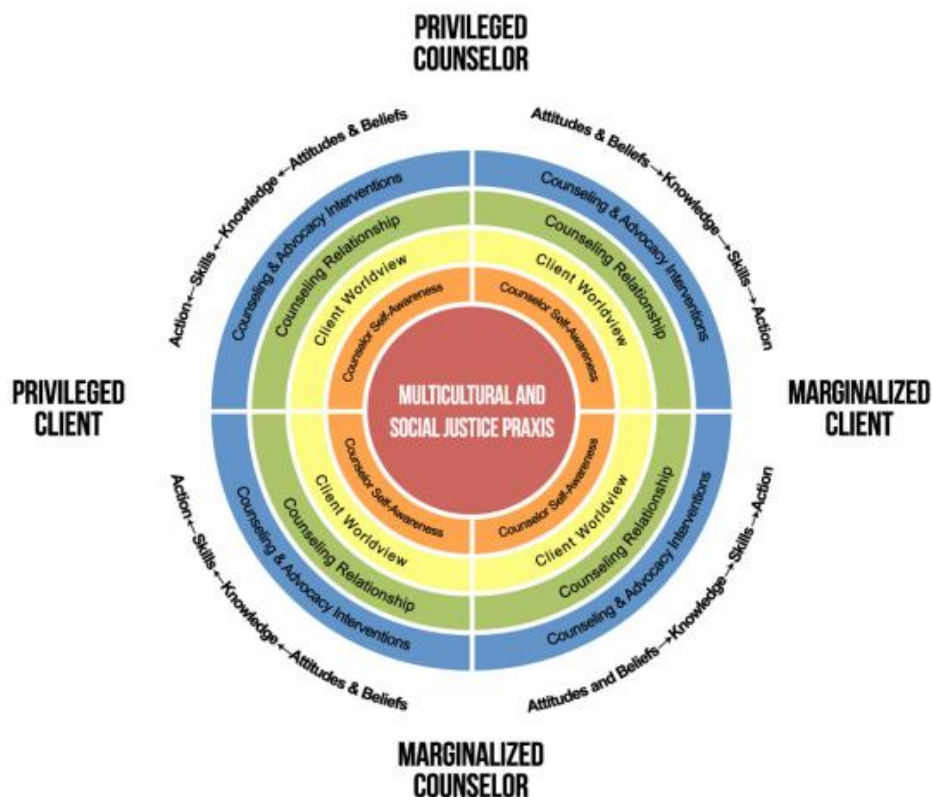 PRIVILEGED
COUNSELOR
Action←Skills←Knowledge←Attitudes & Beliefs
Attitudes & Beliefs→Knowledge→Skills→Action
Counseling & Advocacy Interventions
Counseling & Advocacy Interventions
Counseling Relationship
Counseling Relationship
Client Worldview
Client Worldview
Counselor Self-Awareness
Counselor Self-Awareness
PRIVILEGED
CLIENT
MULTICULTURAL AND
SOCIAL JUSTICE PRAXIS
MARGINALIZED
CLIENT
Counselor Self-Awareness
Counselor Self-Awareness
Client Worldview
Client Worldview
Counseling Relationship
Counseling Relationship
Counseling & Advocacy Interventions
Counseling & Advocacy Interventions
Action←Skills←Knowledge←Attitudes & Beliefs
Attitudes and Beliefs→Knowledge→Skills→Action
MARGINALIZED
COUNSELOR